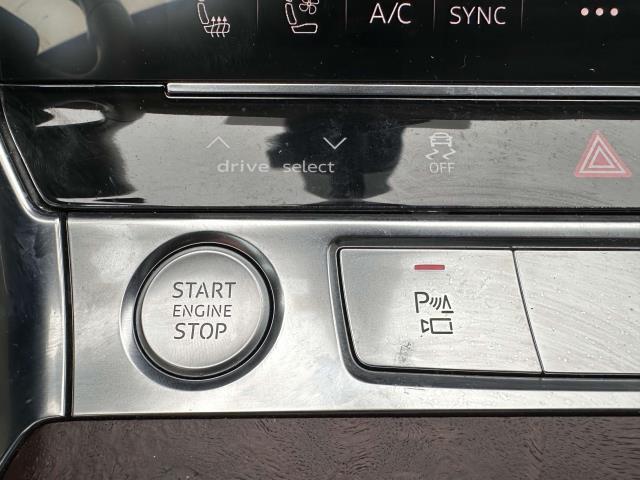 A/C SYNC
drive select OFF
START
ENGINE
STOP
P